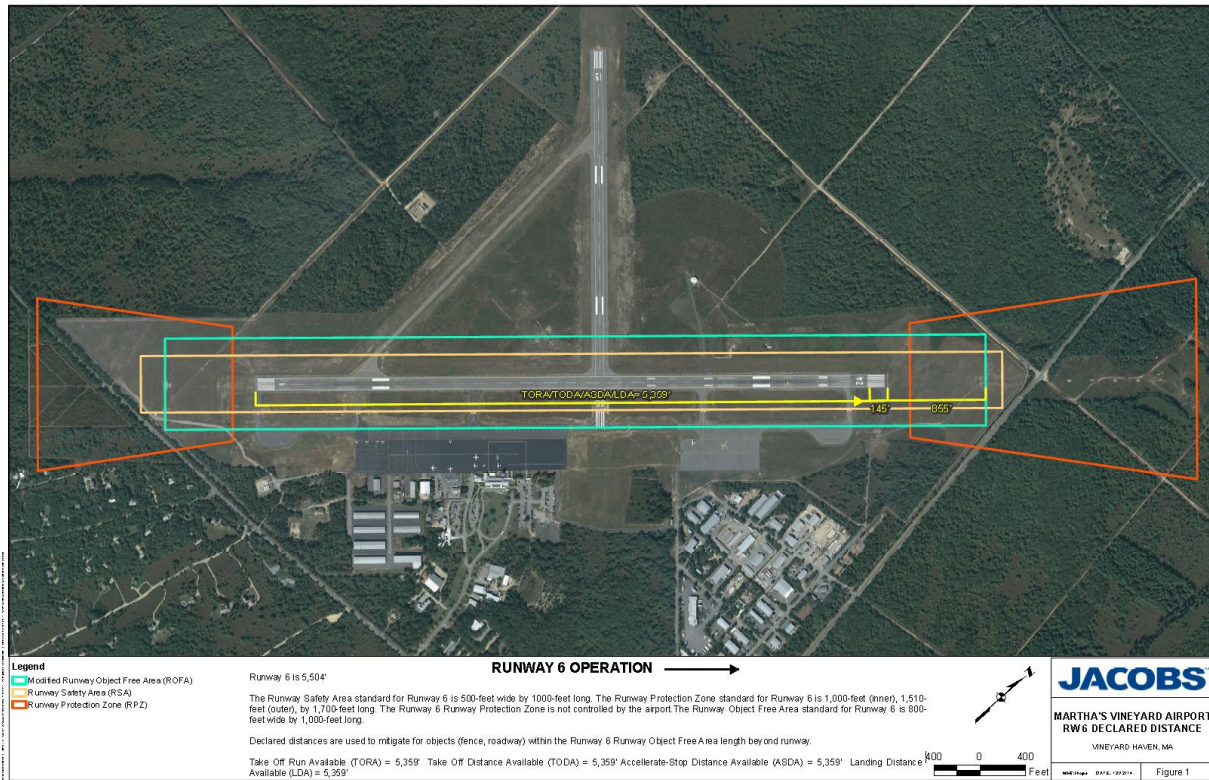 15
24
TORA/TODA/ASDA/LDA= 5,359'
145'
855'
Legend
Modified Runway Object Free Area (ROFA)
Runway Safety Area (RSA)
Runway Protection Zone (RPZ)
RUNWAY 6 OPERATION
Runway 6 is 5,504'
The Runway Safety Area standard for Runway 6 is 500-feet wide by 1000-feet long. The Runway Protection Zone standard for Runway 6 is 1,000-feet (inner), 1,510-
feet (outer), by 1,700-feet long. The Runway 6 Runway Protection Zone is not controlled by the airport.The Runway Object Free Area standard for Runway 6 is 800-
feet wide by 1,000-feet long.
Declared distances are used to mitigate for objects (fence, roadway) within the Runway 6 Runway Object Free Area length beyond runway.
Take Off Run Available (TORA) = 5,359' Take Off Distance Available (TODA) = 5,359' Accellerate-Stop Distance Available (ASDA) = 5,359' Landing Distance
Available (LDA) = 5,359'
400 0 400
Feet
JACOBS
MARTHA'S VINEYARD AIRPORT
RW6 DECLARED DISTANCE
VINEYARD HAVEN, MA
DATE:
Figure 1